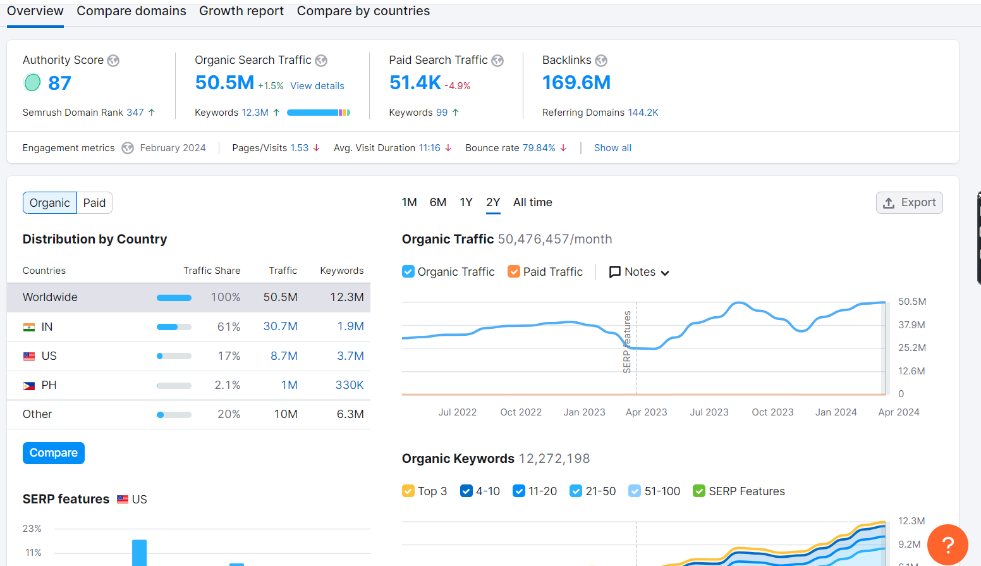 Overview Compare domains Growth report Compare by countries
Authority Score Organic Search Traffic Paid Search Traffic Backlinks
87 50.5M +1.5% View details 51.4K -4.9% 169.6M
Semrush Domain Rank 347 ↑ Keywords 12.3M ↑ Keywords 99 ↑ Referring Domains 144.2K
Engagement metrics February 2024 Pages/Visits 1.53 ↓ Avg. Visit Duration 11:16 ↓ Bounce rate 79.84% ↓ Show all
Organic Paid
1M 6M 1Y 2Y All time Export
Distribution by Country
Countries Traffic Share Traffic Keywords
Worldwide 100% 50.5M 12.3M
IN 61% 30.7M 1.9M
US 17% 8.7M 3.7M
PH 2.1% 1M 330K
Other 20% 10M 6.3M
Compare
SERP features US
23%
11%
Organic Traffic 50,476,457/month
Organic Traffic Paid Traffic Notes
50.5M
37.9M
25.2M
12.6M
0
SERP features
Jul 2022 Oct 2022 Jan 2023 Apr 2023 Jul 2023 Oct 2023 Jan 2024 Apr 2024
Organic Keywords 12,272,198
Top 3 4-10 11-20 21-50 51-100 SERP Features
12.3M
9.2M
?